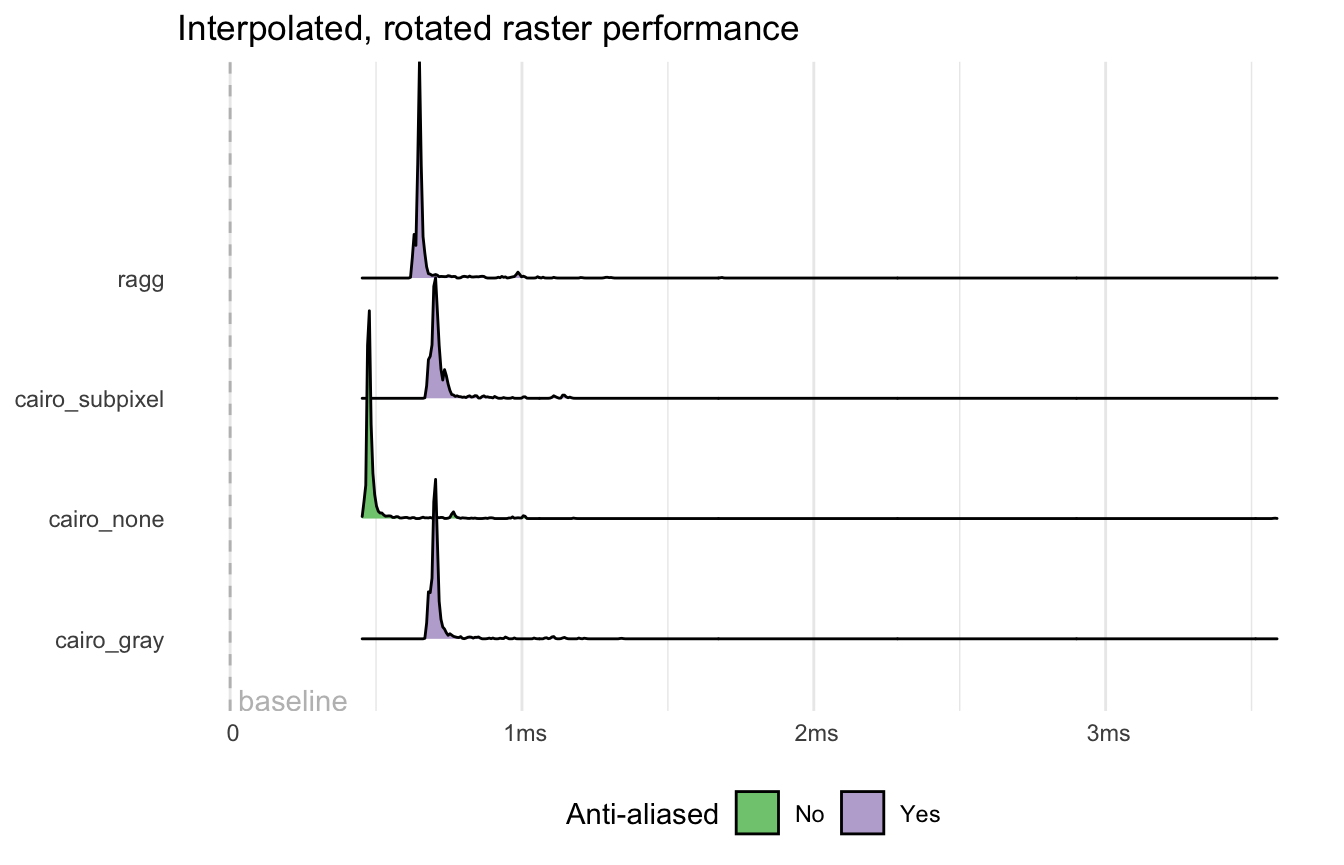 Interpolated, rotated raster performance
ragg
cairo_subpixel
cairo_none
cairo_gray
baseline
0 1ms 2ms 3ms
Anti-aliased No Yes